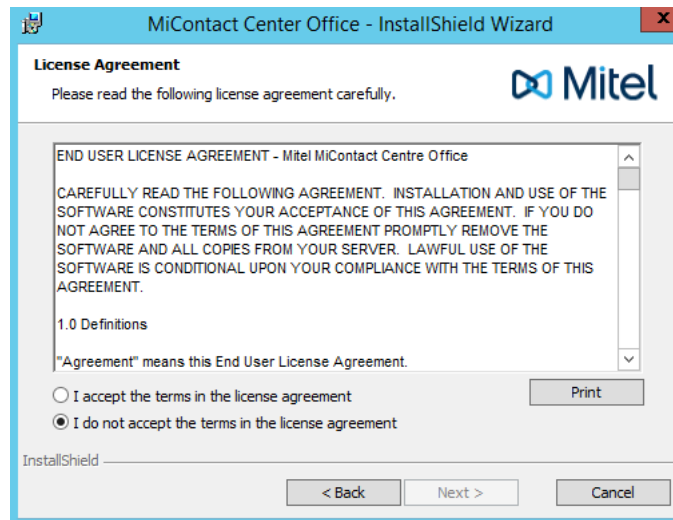 MiContact Center Office - InstallShield Wizard
x
License Agreement
Please read the following license agreement carefully.
Mitel
END USER LICENSE AGREEMENT - Mitel MiContact Centre Office
CAREFULLY READ THE FOLLOWING AGREEMENT. INSTALLATION AND USE OF THE
SOFTWARE CONSTITUTES YOUR ACCEPTANCE OF THIS AGREEMENT. IF YOU DO
NOT AGREE TO THE TERMS OF THIS AGREEMENT PROMPTLY REMOVE THE
SOFTWARE AND ALL COPIES FROM YOUR SERVER. LAWFUL USE OF THE
SOFTWARE IS CONDITIONAL UPON YOUR COMPLIANCE WITH THE TERMS OF THIS
AGREEMENT.
1.0 Definitions
"Agreement" means this End User License Agreement.
I accept the terms in the license agreement
Print
I do not accept the terms in the license agreement
InstallShield
< Back
Next >
Cancel